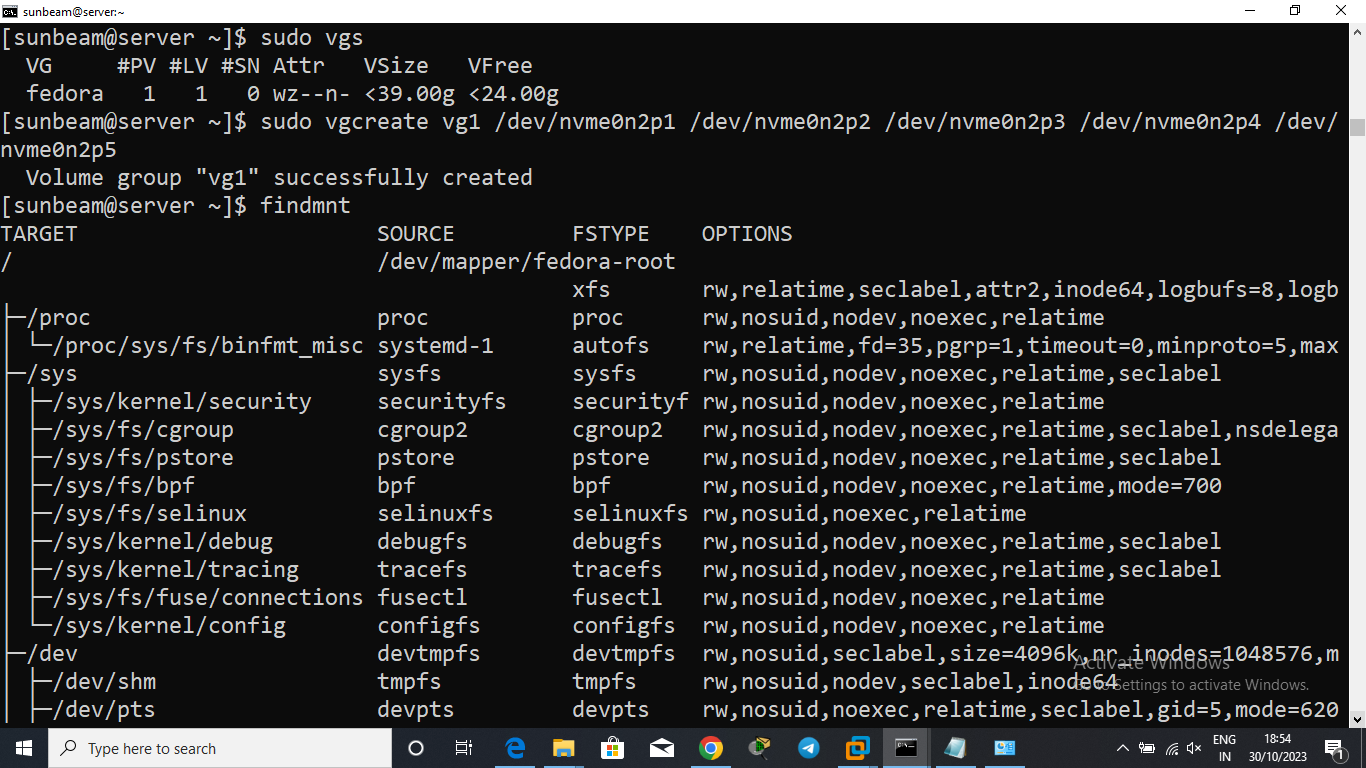 sunbeam@server:~
[sunbeam@server ~]$ sudo vgs
  VG     #PV #LV #SN Attr   VSize   VFree
  fedora   1   1   0 wz--n- <39.00g <24.00g
[sunbeam@server ~]$ sudo vgcreate vg1 /dev/nvme0n2p1 /dev/nvme0n2p2 /dev/nvme0n2p3 /dev/nvme0n2p4 /dev/
nvme0n2p5
  Volume group "vg1" successfully created
[sunbeam@server ~]$ findmnt
TARGET                       SOURCE         FSTYPE    OPTIONS
/                            /dev/mapper/fedora-root
                                            xfs       rw,relatime,seclabel,attr2,inode64,logbufs=8,logb
├─/proc                      proc           proc      rw,nosuid,nodev,noexec,relatime
│ └─/proc/sys/fs/binfmt_misc systemd-1      autofs    rw,relatime,fd=35,pgrp=1,timeout=0,minproto=5,max
├─/sys                       sysfs          sysfs     rw,nosuid,nodev,noexec,relatime,seclabel
│ ├─/sys/kernel/security     securityfs     securityf rw,nosuid,nodev,noexec,relatime
│ ├─/sys/fs/cgroup           cgroup2        cgroup2   rw,nosuid,nodev,noexec,relatime,seclabel,nsdelega
│ ├─/sys/fs/pstore           pstore         pstore    rw,nosuid,nodev,noexec,relatime,seclabel
│ ├─/sys/fs/bpf              bpf            bpf       rw,nosuid,nodev,noexec,relatime,mode=700
│ ├─/sys/fs/selinux          selinuxfs      selinuxfs rw,nosuid,noexec,relatime
│ ├─/sys/kernel/debug        debugfs        debugfs   rw,nosuid,nodev,noexec,relatime,seclabel
│ ├─/sys/kernel/tracing      tracefs        tracefs   rw,nosuid,nodev,noexec,relatime,seclabel
│ ├─/sys/fs/fuse/connections fusectl        fusectl   rw,nosuid,nodev,noexec,relatime
│ └─/sys/kernel/config       configfs       configfs  rw,nosuid,nodev,noexec,relatime
├─/dev                       devtmpfs       devtmpfs  rw,nosuid,seclabel,size=4096k,nr_inodes=1048576,m
│ ├─/dev/shm                 tmpfs          tmpfs     rw,nosuid,nodev,seclabel,inode64
│ ├─/dev/pts                 devpts         devpts    rw,nosuid,noexec,relatime,seclabel,gid=5,mode=620
Activate Windows
Go to Settings to activate Windows.
Type here to search
ENG
IN
18:54
30/10/2023
1